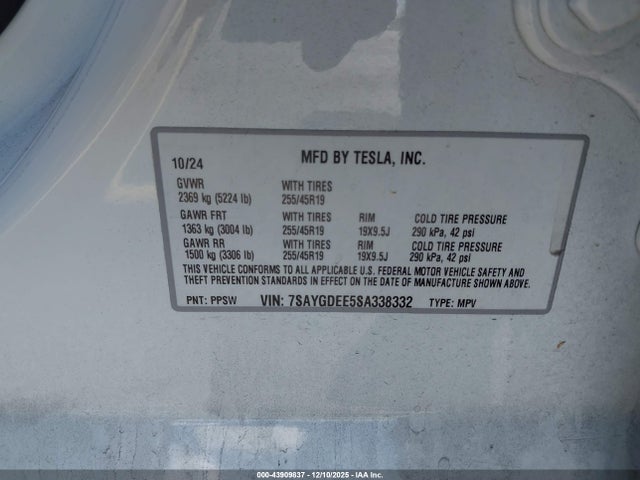 10/24 MFD BY TESLA, INC.
GVWR WITH TIRES
2369 kg (5224 lb) 255/45R19
GAWR FRT WITH TIRES RIM COLD TIRE PRESSURE
1363 kg (3004 lb) 255/45R19 19X9.5J 290 kPa, 42 psi
GAWR RR WITH TIRES RIM COLD TIRE PRESSURE
1500 kg (3306 lb) 255/45R19 19X9.5J 290 kPa, 42 psi
THIS VEHICLE CONFORMS TO ALL APPLICABLE U.S. FEDERAL MOTOR VEHICLE SAFETY AND
THEFT PREVENTION STANDARDS IN EFFECT ON THE DATE OF MANUFACTURE SHOWN ABOVE.
PNT: PPSW VIN: 7SAYGDEE5SA338332 TYPE: MPV
000-43909837 - 12/10/2025 - IAA Inc.